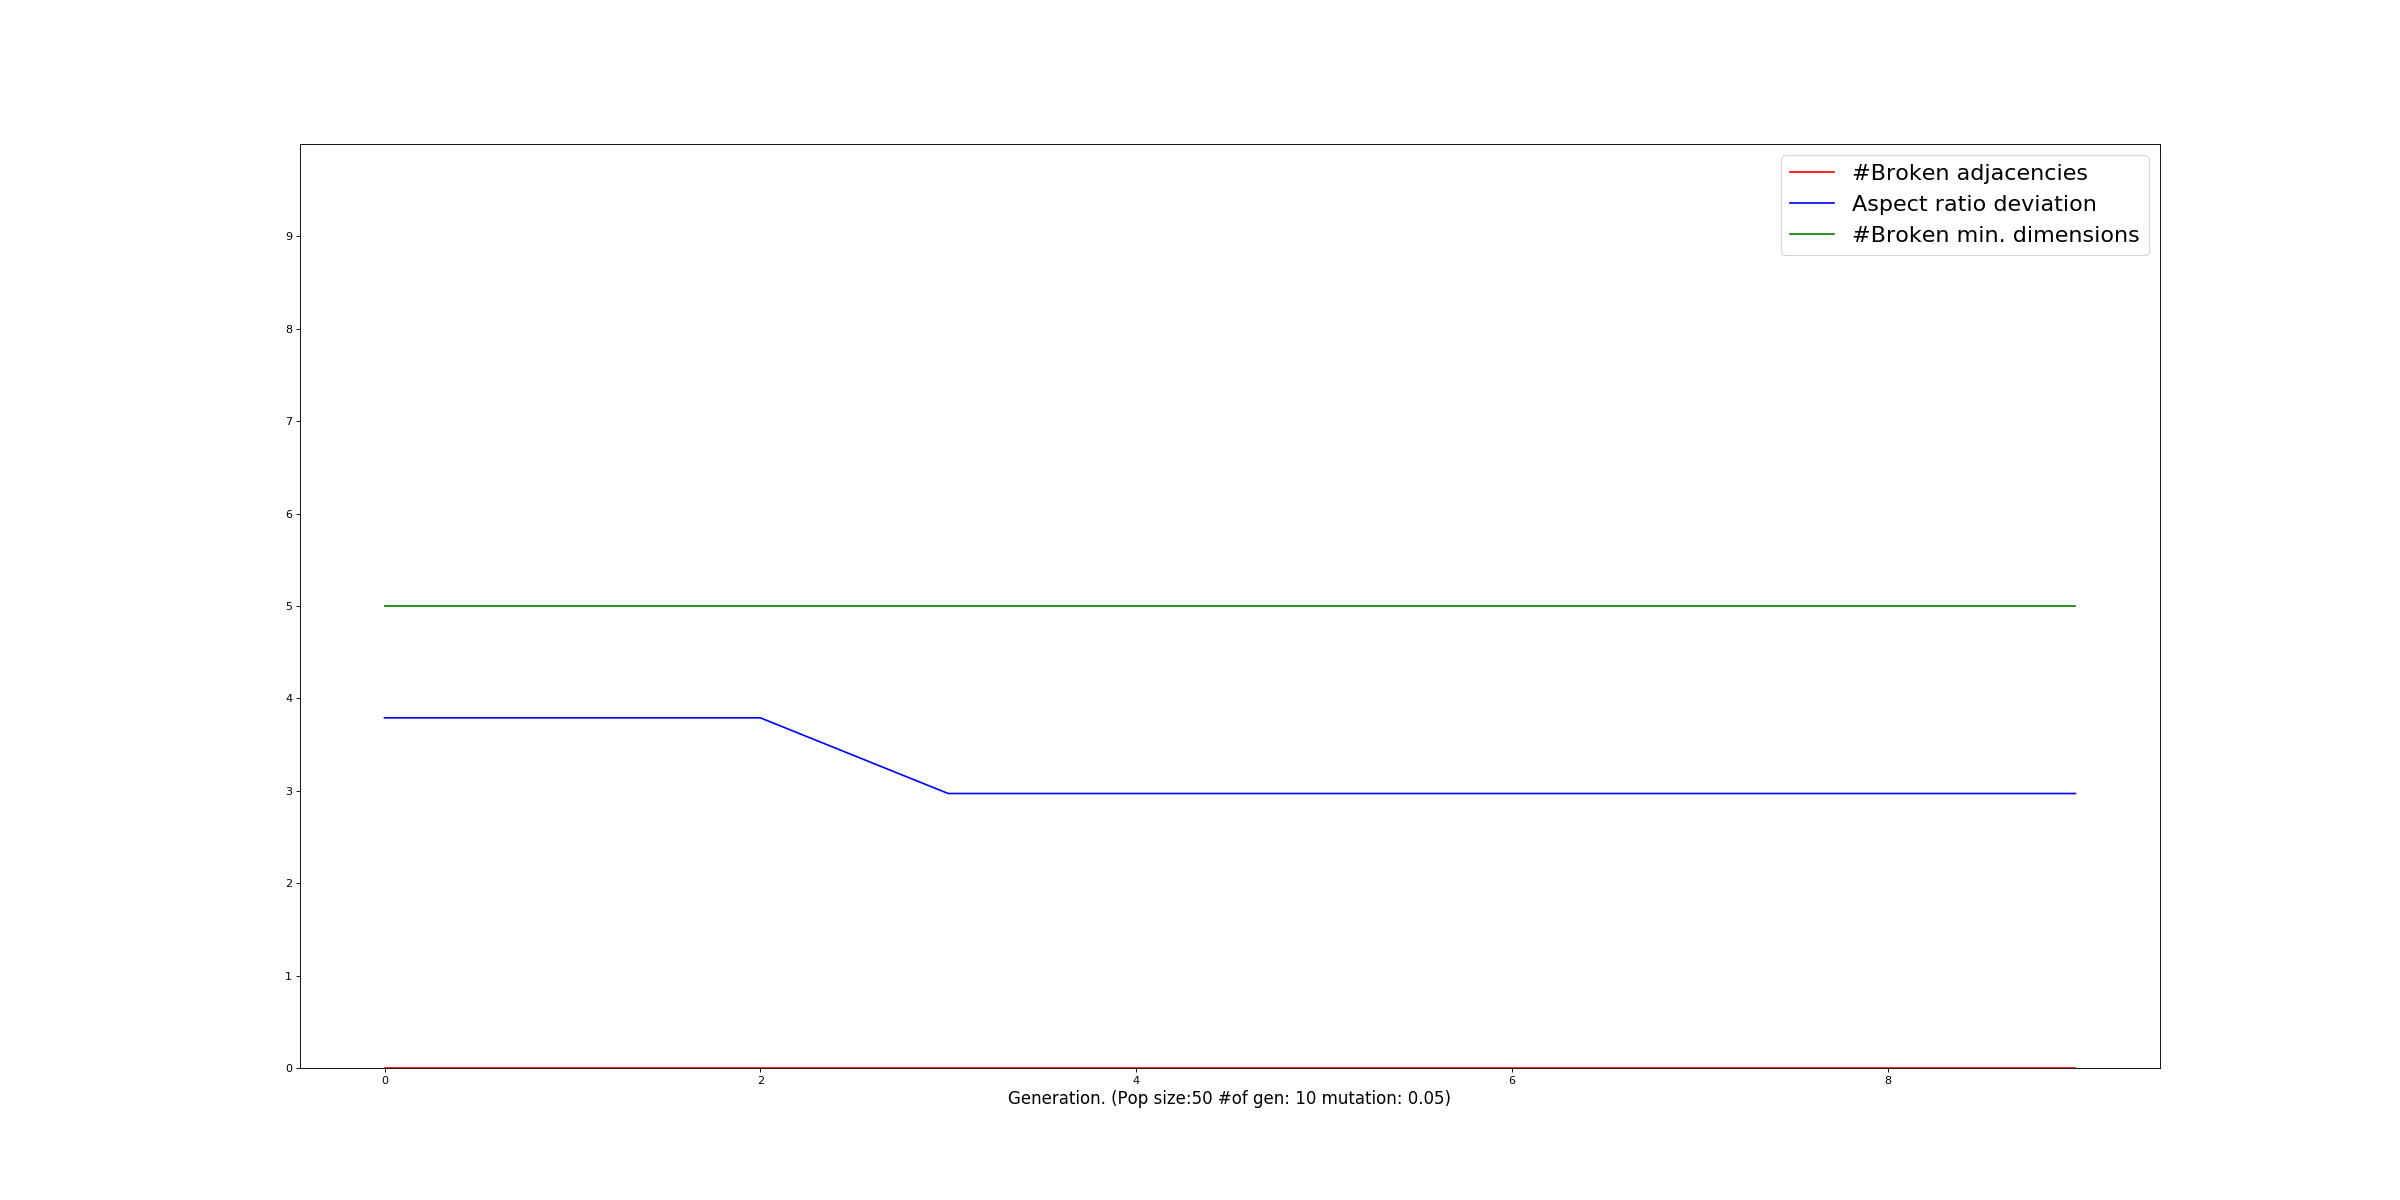 #Broken adjacencies
Aspect ratio deviation
#Broken min. dimensions
9
8
7
6
5
4
3
2
1
0
0 2 4 6 8
Generation. (Pop size:50 #of gen: 10 mutation: 0.05)